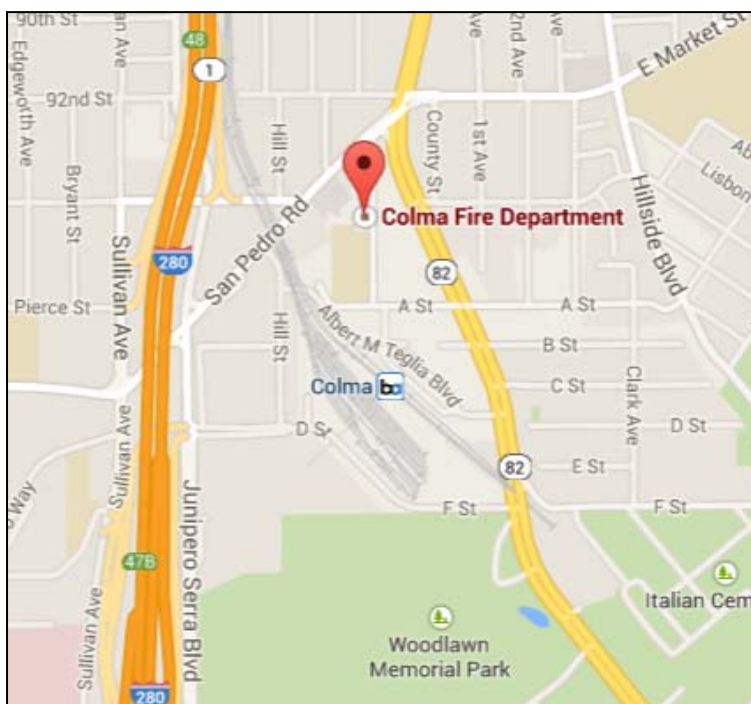 90th St
48
1
E Market St
Edgeworth Ave
Sullivan Ave
2nd Ave
92nd St
Hill St
County St
1st Ave
Lisbon
Bryant St
San Pedro Rd
Colma Fire Department
Hillside Blvd
Sullivan Ave
280
82
Pierce St
A St
A St
Hill St
Albert M Teglia Blvd
B St
Colma
C St
Clark Ave
D St
D St
Sullivan Ave
82
E St
Way
F St
F St
Junipero Serra Blvd
47B
Sullivan Ave
Italian Cem
Woodlawn
Memorial Park
280